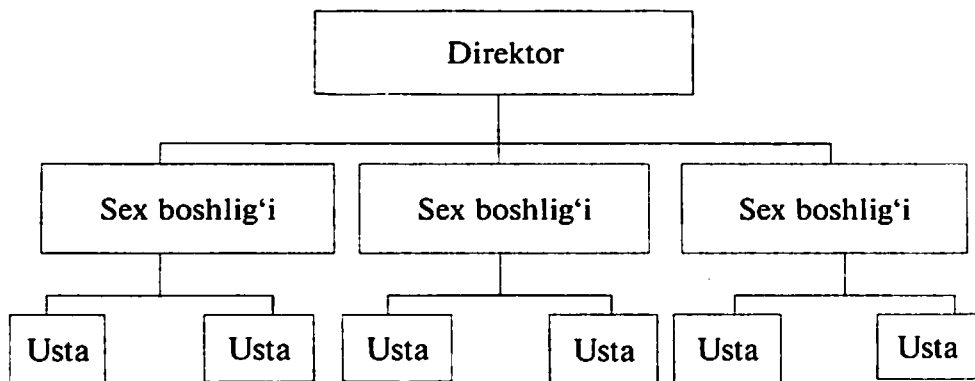 Direktor
Sex boshlig‘i Sex boshlig‘i Sex boshlig‘i
Usta Usta Usta Usta Usta Usta